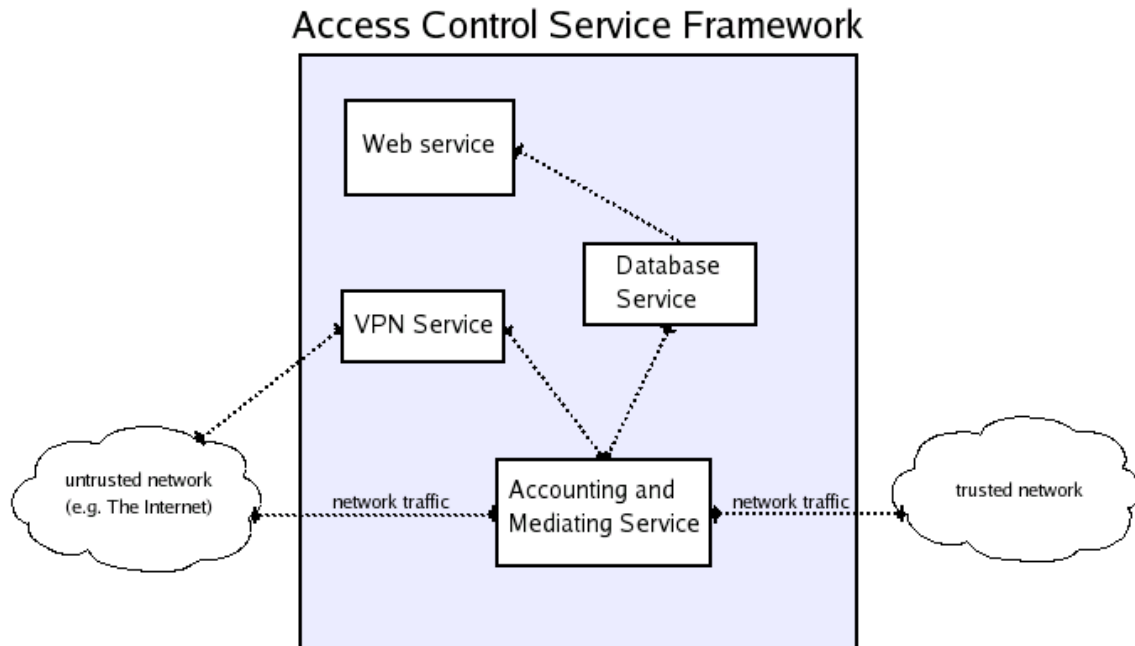 Access Control Service Framework
Web service
Database
Service
VPN Service
untrusted network
(e.g. The Internet)
network traffic
Accounting and
Mediating Service
network traffic
trusted network